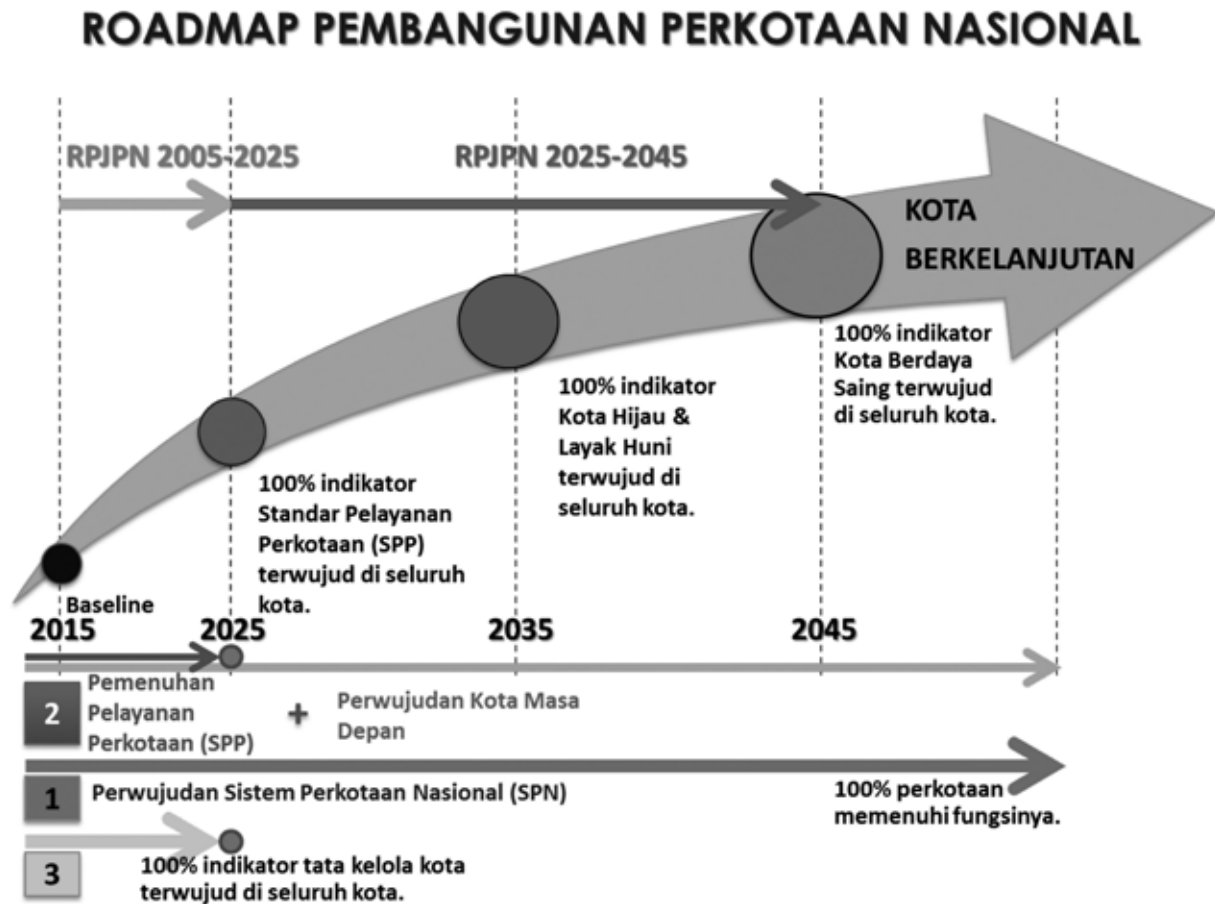 ROADMAP PEMBANGUNAN PERKOTAAN NASIONAL
RPJPN 2005-2025
RPJPN 2025-2045
KOTA
BERKELANJUTAN
100% indikator
Kota Berdaya
Saing terwujud
di seluruh kota.
100% indikator
Kota Hijau &
Layak Huni
terwujud di
seluruh kota.
100% indikator
Standar Pelayanan
Perkotaan (SPP)
terwujud di seluruh
kota.
Baseline
2015
2025
2035
2045
2
Pemenuhan
Pelayanan
Perkotaan (SPP)
+
Perwujudan Kota Masa
Depan
1
Perwujudan Sistem Perkotaan Nasional (SPN)
100% perkotaan
memenuhi fungsinya.
3
100% indikator tata kelola kota
terwujud di seluruh kota.